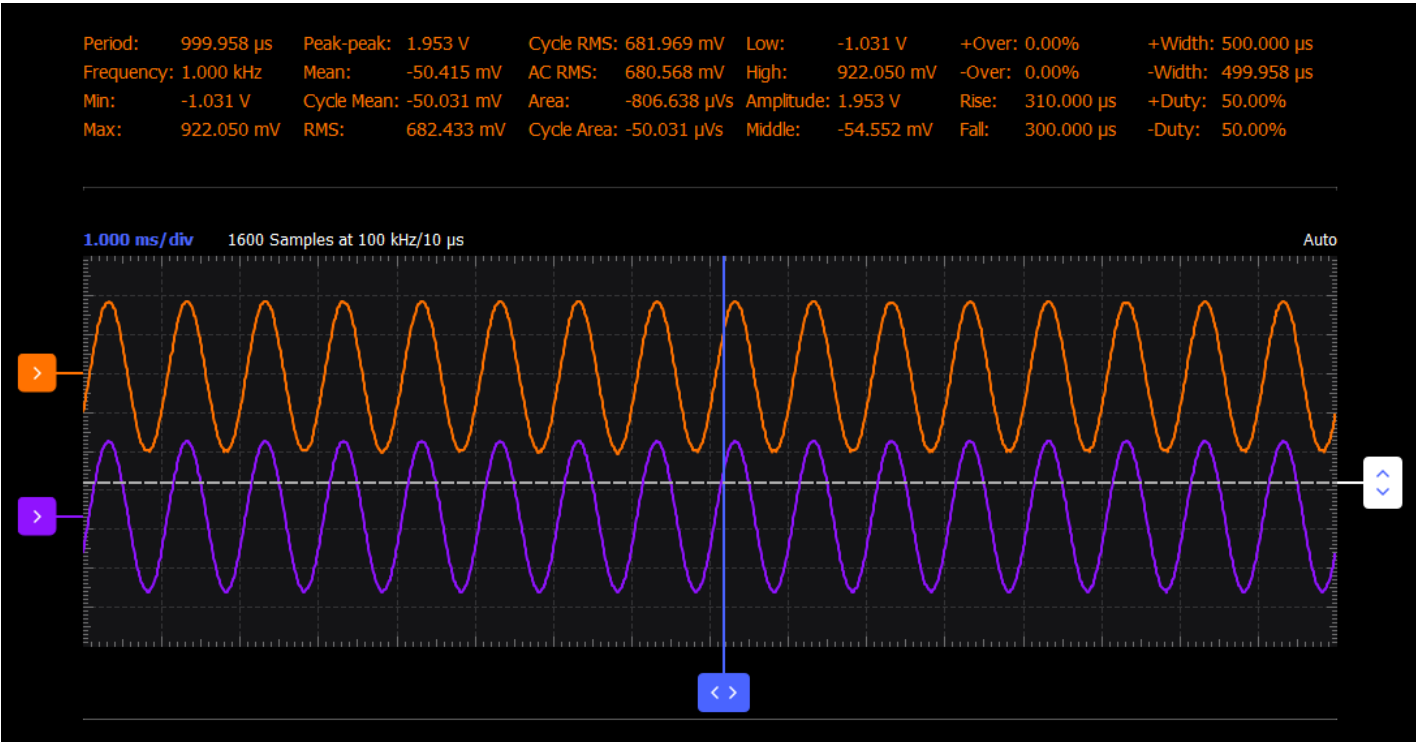 Period: 999.958 µs Peak-peak: 1.953 V Cycle RMS: 681.969 mV Low: -1.031 V +Over: 0.00% +Width: 500.000 µs
Frequency: 1.000 kHz Mean: -50.415 mV AC RMS: 680.568 mV High: 922.050 mV -Over: 0.00% -Width: 499.958 µs
Min: -1.031 V Cycle Mean: -50.031 mV Area: -806.638 µVs Amplitude: 1.953 V Rise: 310.000 µs +Duty: 50.00%
Max: 922.050 mV RMS: 682.433 mV Cycle Area: -50.031 µVs Middle: -54.552 mV Fall: 300.000 µs -Duty: 50.00%
1.000 ms/div 1600 Samples at 100 kHz/10 µs Auto